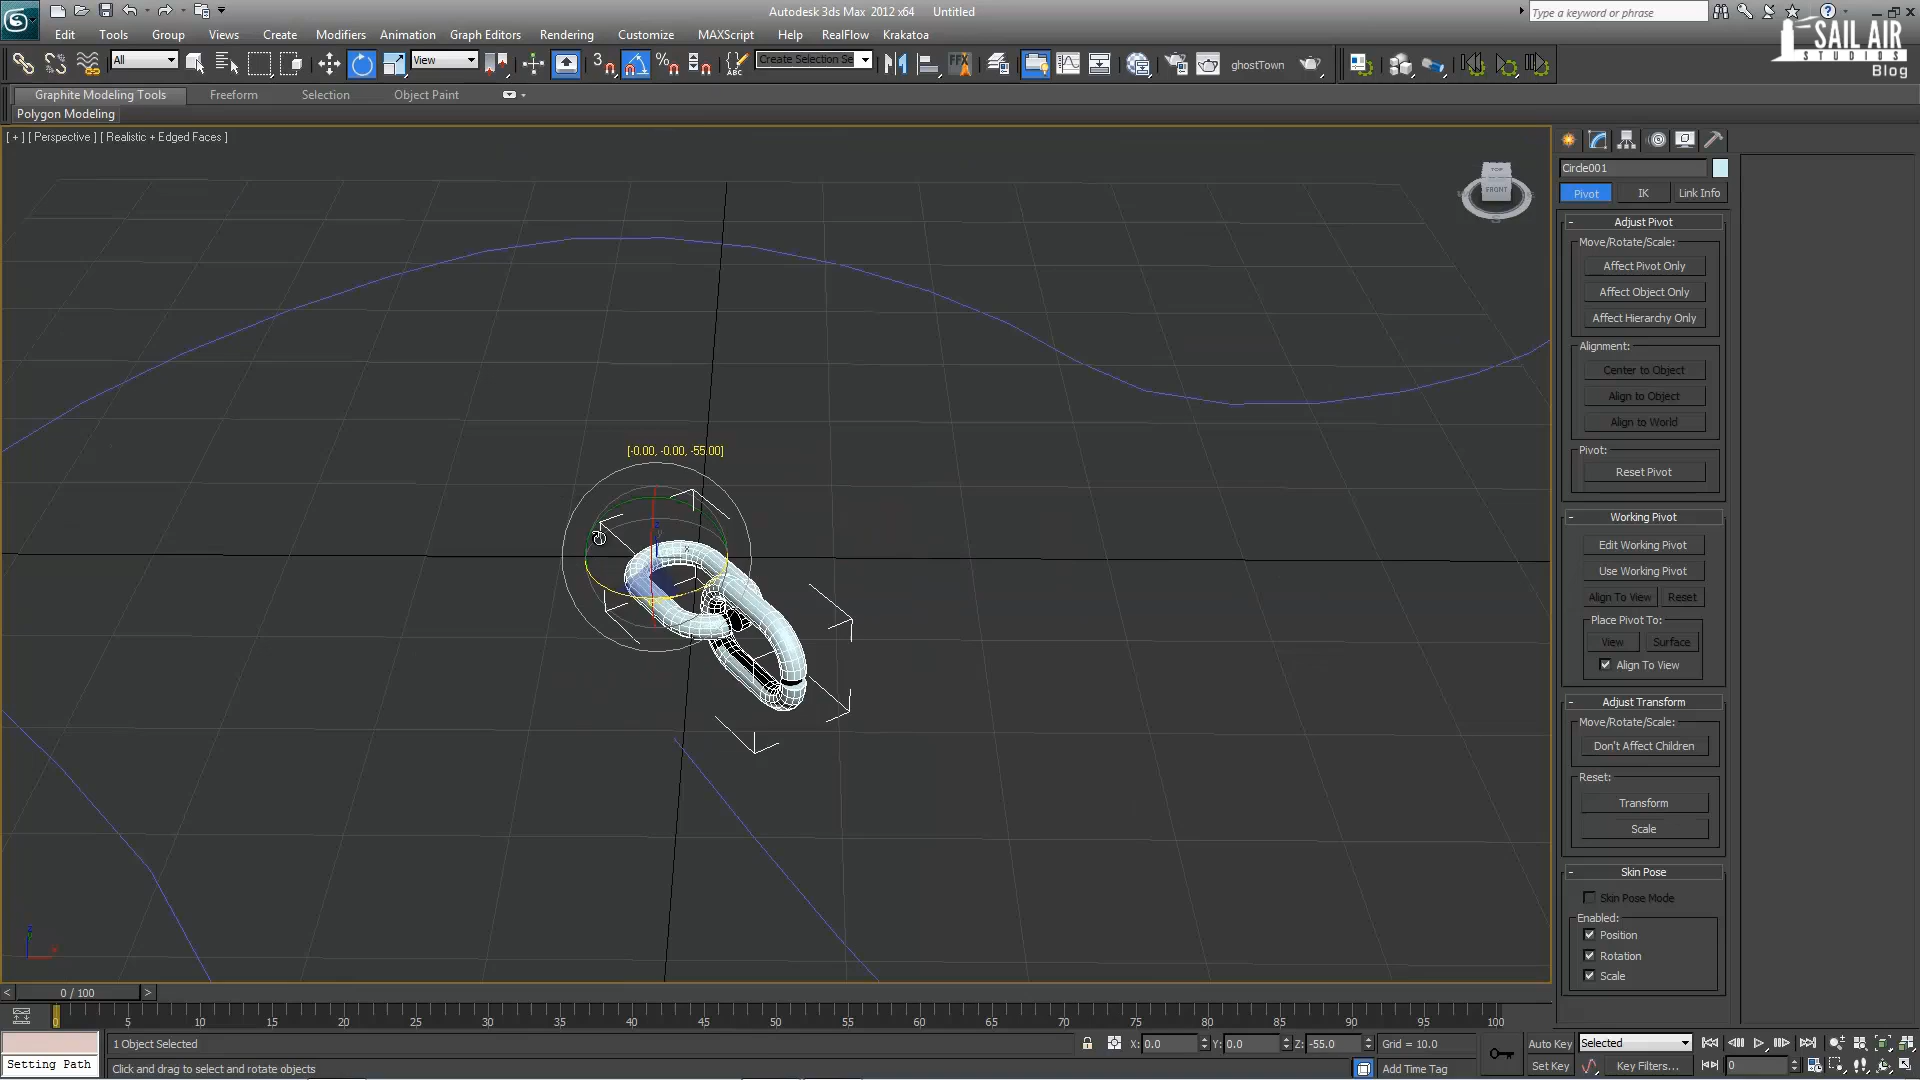 Autodesk 3ds Max 2012 x64 Untitled
Type a keyword or phrase
Edit Tools Group Views Create Modifiers Animation Graph Editors Rendering Customize MAXScript Help RealFlow Krakatoa
SAIL AIR
STUDIOS
Blog
All
View
3
Create Selection Se
ghostTown
Graphite Modeling Tools Freeform Selection Object Paint
Polygon Modeling
[ + ] [ Perspective ] [ Realistic + Edged Faces ]
TOP
FRONT
Circle001
Pivot IK Link Info
Adjust Pivot
Move/Rotate/Scale:
Affect Pivot Only
Affect Object Only
Affect Hierarchy Only
Alignment:
Center to Object
Align to Object
Align to World
Pivot:
Reset Pivot
[-0.00, -0.00, -55.00]
Working Pivot
Edit Working Pivot
Use Working Pivot
Align To View Reset
Place Pivot To:
View Surface
Align To View
Adjust Transform
Move/Rotate/Scale:
Don't Affect Children
Reset:
Transform
Scale
Skin Pose
Skin Pose Mode
Enabled:
Position
Rotation
Scale
< 0 / 100 >
0 5 10 15 20 25 30 35 40 45 50 55 60 65 70 75 80 85 90 95 100
1 Object Selected X: 0.0 Y: 0.0 Z: -55.0 Grid = 10.0 Auto Key Selected
Setting Path Click and drag to select and rotate objects Add Time Tag Set Key Key Filters... 0